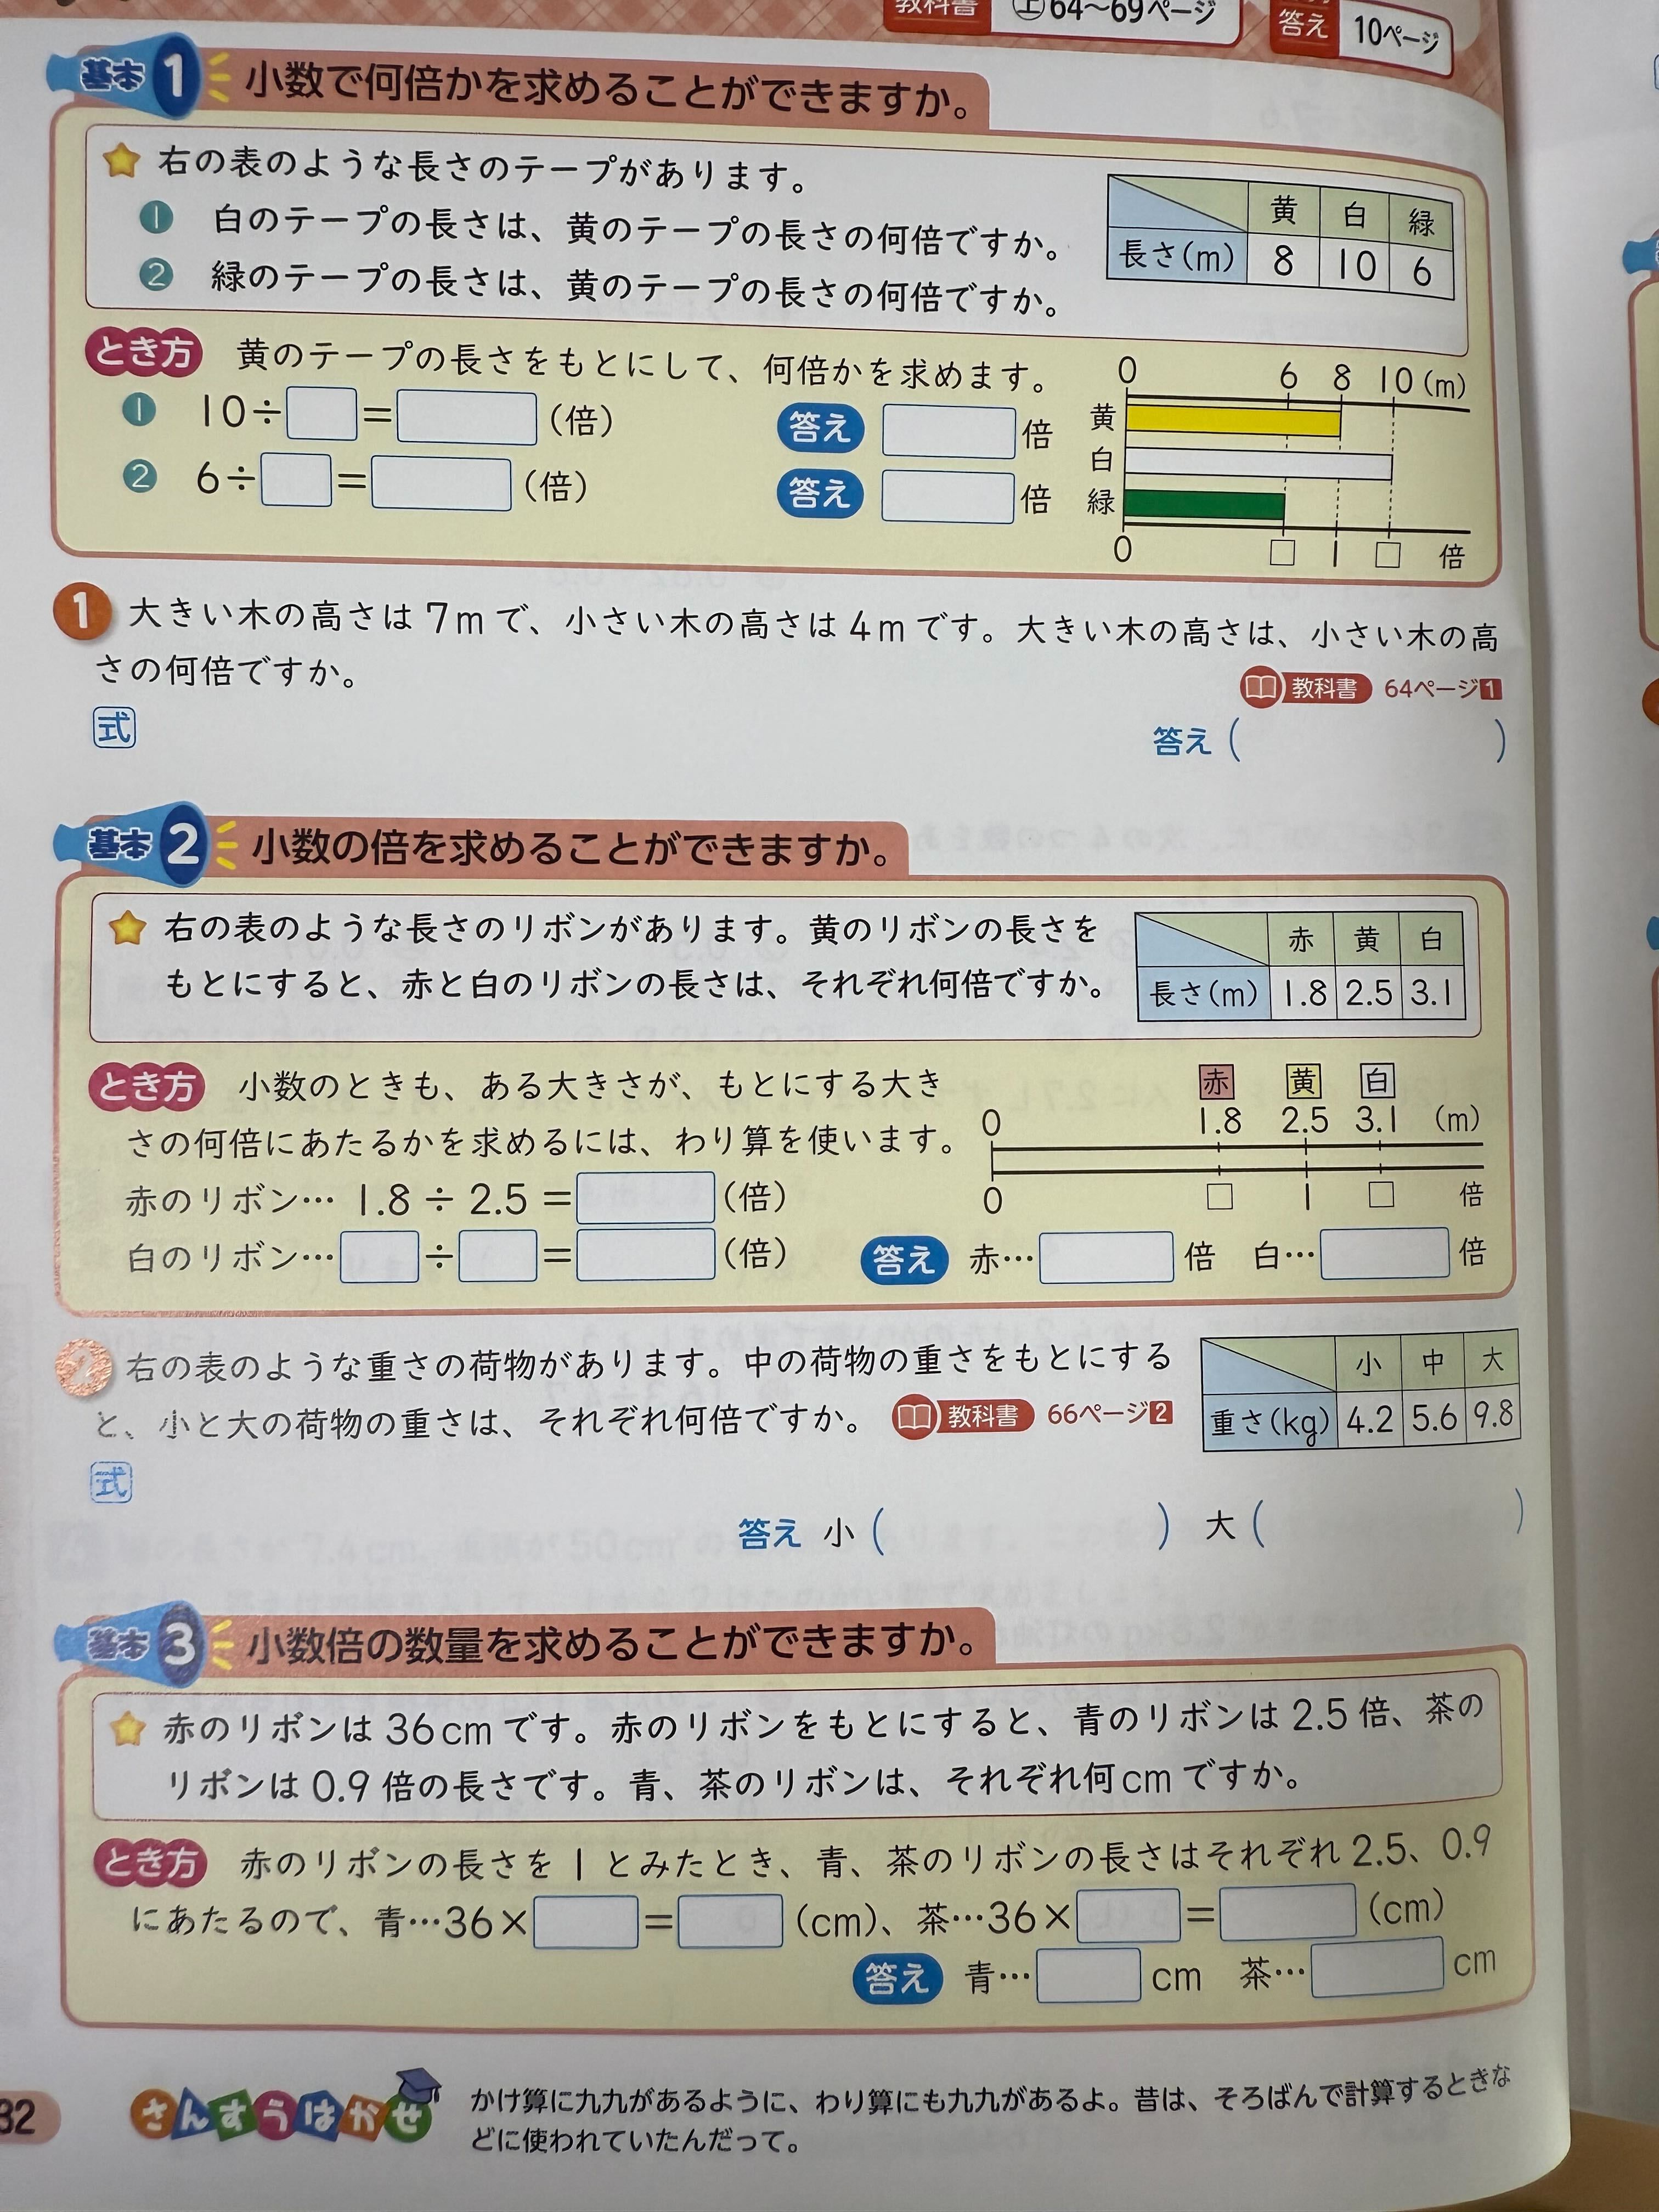 教科書 上64〜69ページ 答え 10ページ
基本 1 小数で何倍かを求めることができますか。
右の表のような長さのテープがあります。
1 白のテープの長さは、黄のテープの長さの何倍ですか。
2 緑のテープの長さは、黄のテープの長さの何倍ですか。
黄 白 緑
長さ(m) 8 10 6
とき方 黄のテープの長さをもとにして、何倍かを求めます。
1 10÷□=□(倍) 答え □倍
2 6÷□=□(倍) 答え □倍
0 6 8 10(m)
黄
白
緑
0 □ 1 □ 倍
1 大きい木の高さは7mで、小さい木の高さは4mです。大きい木の高さは、小さい木の高
さの何倍ですか。
教科書 64ページ1
式
答え( )
基本 2 小数の倍を求めることができますか。
右の表のような長さのリボンがあります。黄のリボンの長さを
もとにすると、赤と白のリボンの長さは、それぞれ何倍ですか。
赤 黄 白
長さ(m) 1.8 2.5 3.1
とき方 小数のときも、ある大きさが、もとにする大き
さの何倍にあたるかを求めるには、わり算を使います。
赤 黄 白
0 1.8 2.5 3.1 (m)
0 □ 1 □ 倍
赤のリボン… 1.8 ÷ 2.5 =□(倍)
白のリボン…□÷□=□(倍)
答え 赤…□倍 白…□倍
2 右の表のような重さの荷物があります。中の荷物の重さをもとにする
と、小と大の荷物の重さは、それぞれ何倍ですか。
教科書 66ページ2
小 中 大
重さ(kg) 4.2 5.6 9.8
式
答え 小( ) 大( )
基本 3 小数倍の数量を求めることができますか。
赤のリボンは36cmです。赤のリボンをもとにすると、青のリボンは2.5倍、茶の
リボンは0.9倍の長さです。青、茶のリボンは、それぞれ何cmですか。
とき方 赤のリボンの長さを1とみたとき、青、茶のリボンの長さはそれぞれ2.5、0.9
にあたるので、青…36×□=□(cm)、茶…36×□=□(cm)
答え 青…□cm 茶…□cm
32
さんすうはかせ
かけ算に九九があるように、わり算にも九九があるよ。昔は、そろばんで計算するときな
どに使われていたんだって。